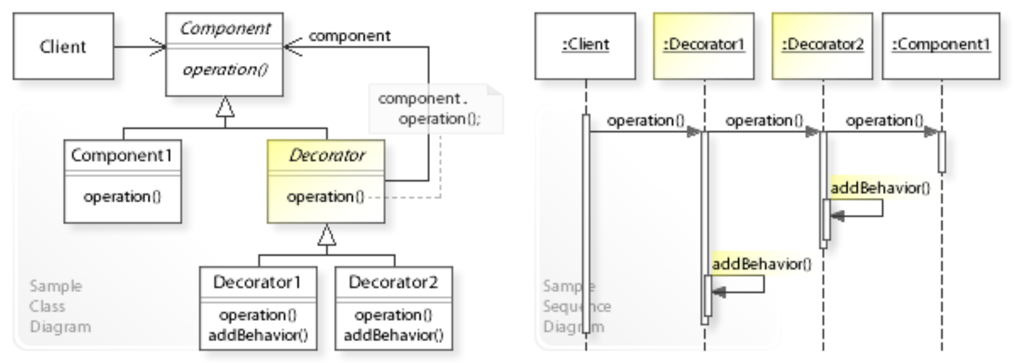 Client
Component
operation()
component
component.
operation();
Component1
operation()
Decorator
operation()
Decorator1
operation()
addBehavior()
Decorator2
operation()
addBehavior()
Sample
Class
Diagram
:Client
:Decorator1
:Decorator2
:Component1
operation()
operation()
operation()
addBehavior()
addBehavior()
Sample
Sequence
Diagram